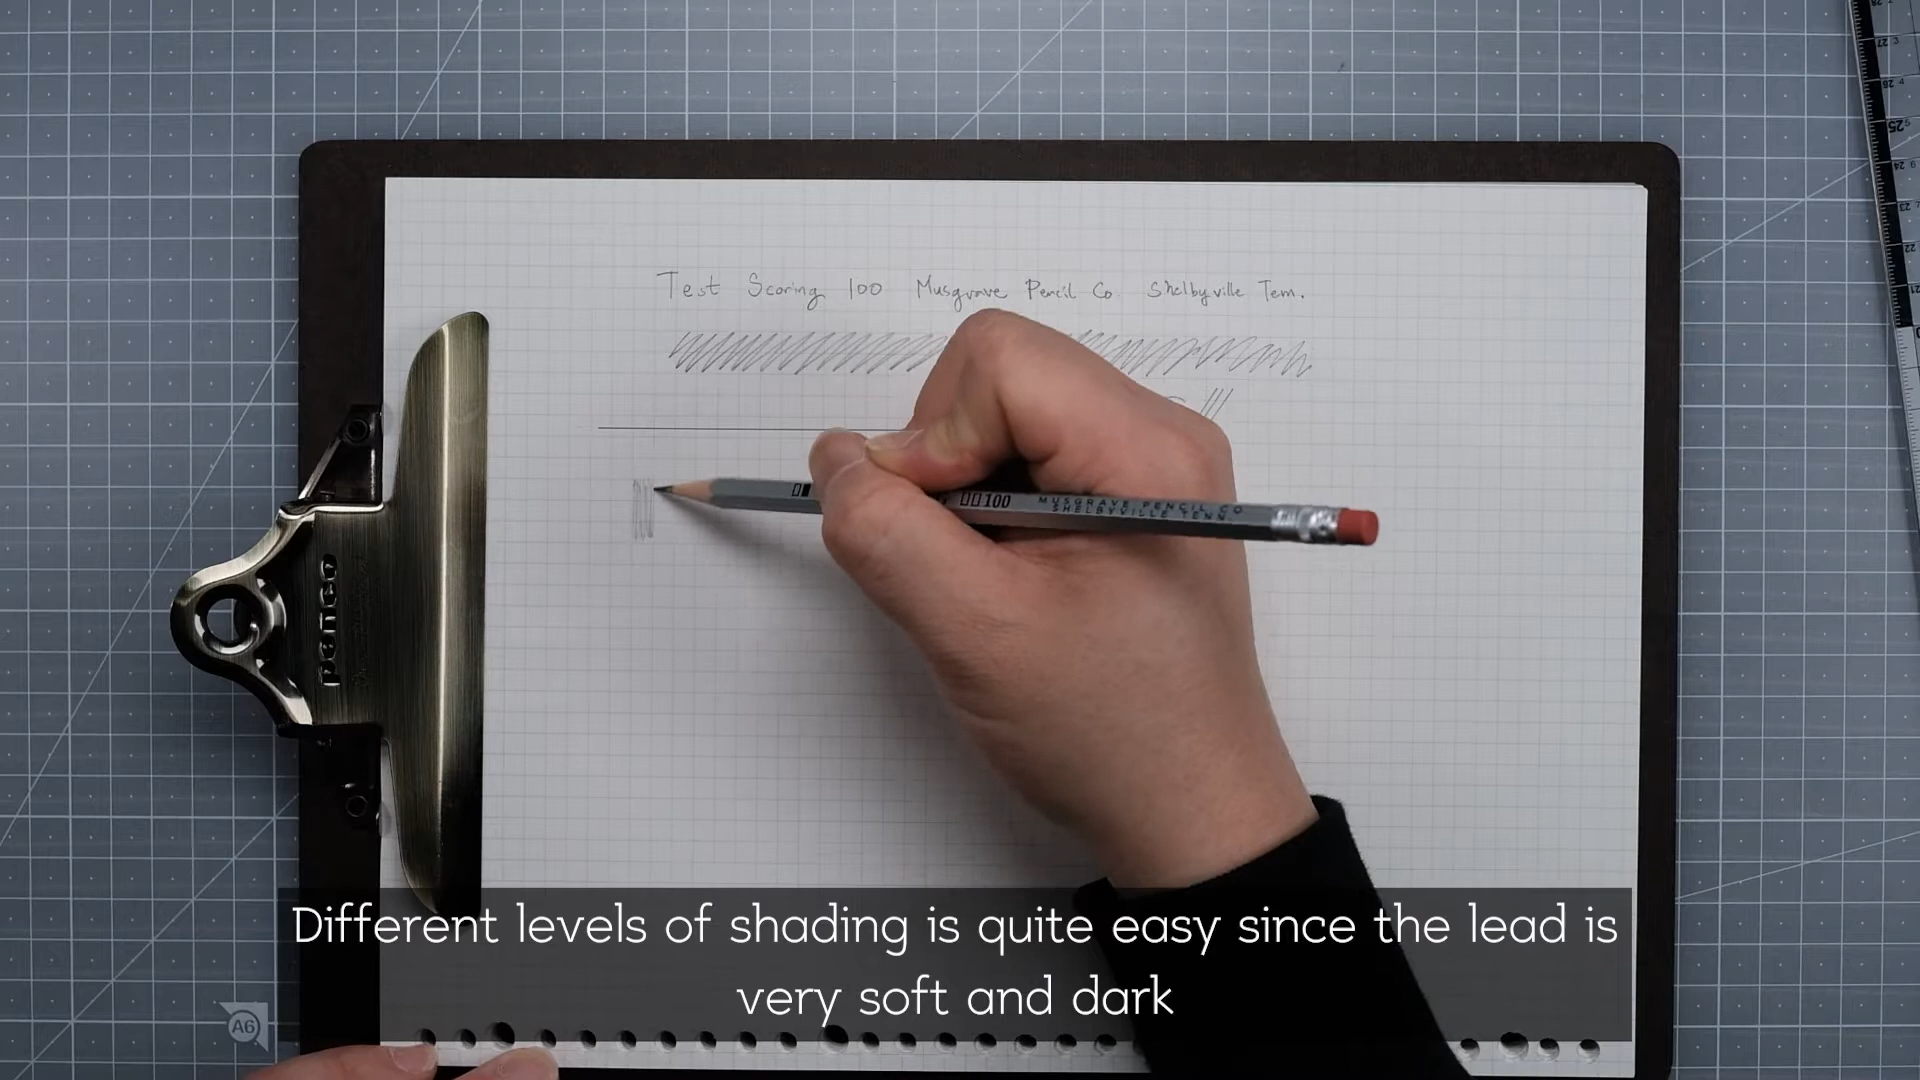 Test Scoring 100 Musgrave Pencil Co Shelbyville Tenn.
100 MUSGRAVE PENCIL CO
SHELBYVILLE TENN.
penco
A6
Different levels of shading is quite easy since the lead is
very soft and dark